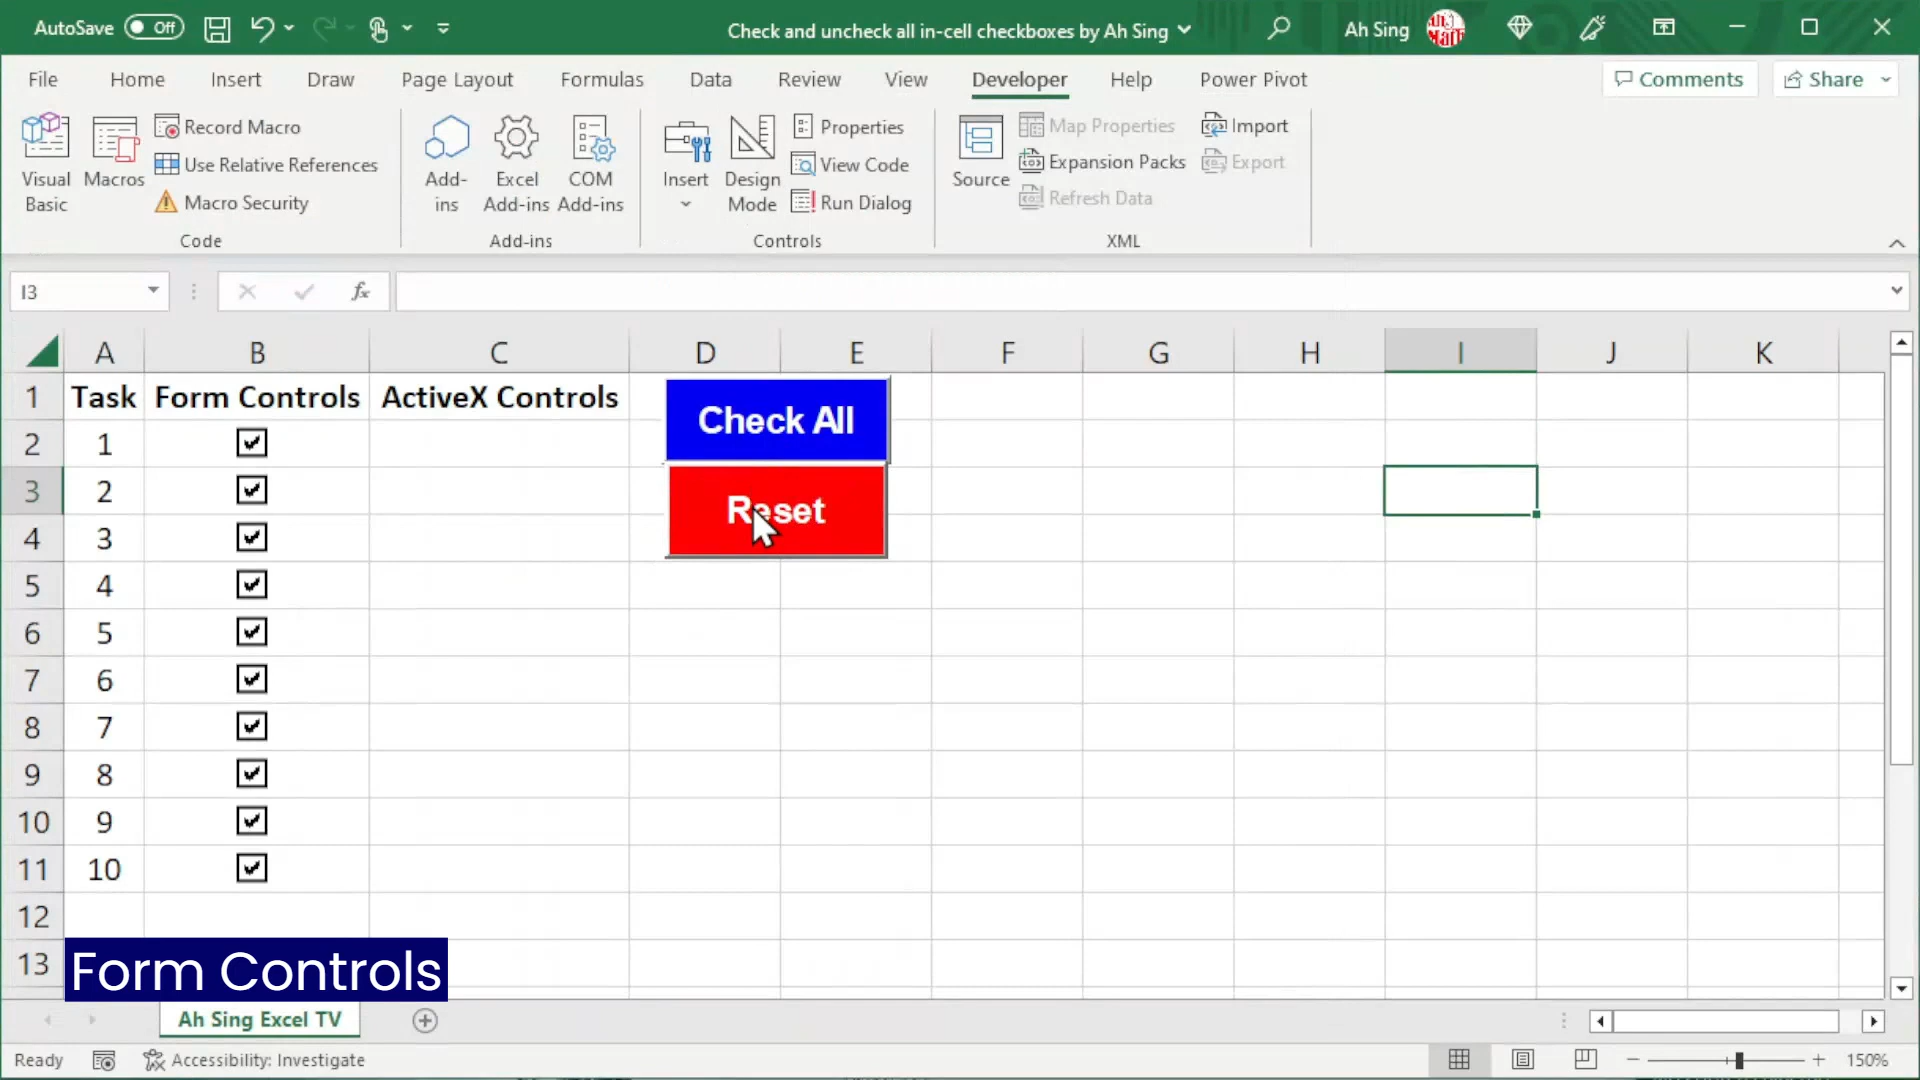 AutoSave Off
Check and uncheck all in-cell checkboxes by Ah Sing
Ah Sing
File Home Insert Draw Page Layout Formulas Data Review View Developer Help Power Pivot
Comments Share
Visual Basic
Macros
Record Macro
Use Relative References
Macro Security
Code
Add-ins
Excel Add-ins
COM Add-ins
Add-ins
Insert
Design Mode
Properties
View Code
Run Dialog
Controls
Source
Map Properties
Expansion Packs
Refresh Data
Import
Export
XML
I3
fx
A B C D E F G H I J K
1 Task Form Controls ActiveX Controls
Check All
2 1
Reset
3 2
4 3
5 4
6 5
7 6
8 7
9 8
10 9
11 10
12
13
Form Controls
Ah Sing Excel TV
Ready Accessibility: Investigate 150%